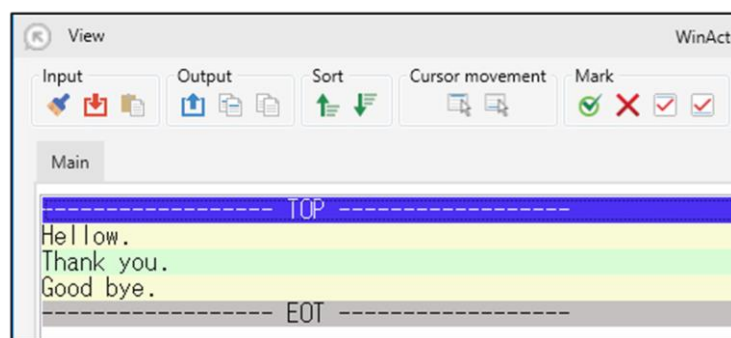 View WinAct
Input Output Sort Cursor movement Mark
Main
------------------ TOP ------------------
Hellow.
Thank you.
Good bye.
------------------ EOT ------------------